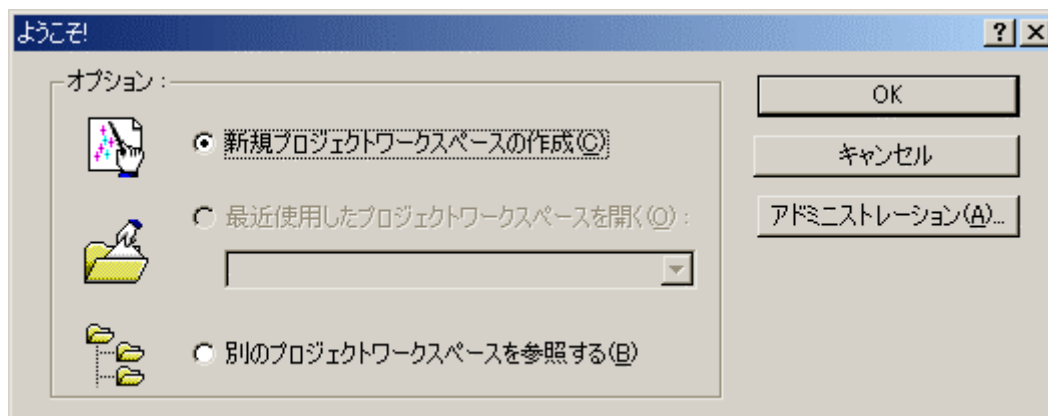 ようこそ!
オプション :
新規プロジェクトワークスペースの作成(C)
最近使用したプロジェクトワークスペースを開く(O) :
別のプロジェクトワークスペースを参照する(B)
OK
キャンセル
アドミニストレーション(A)...